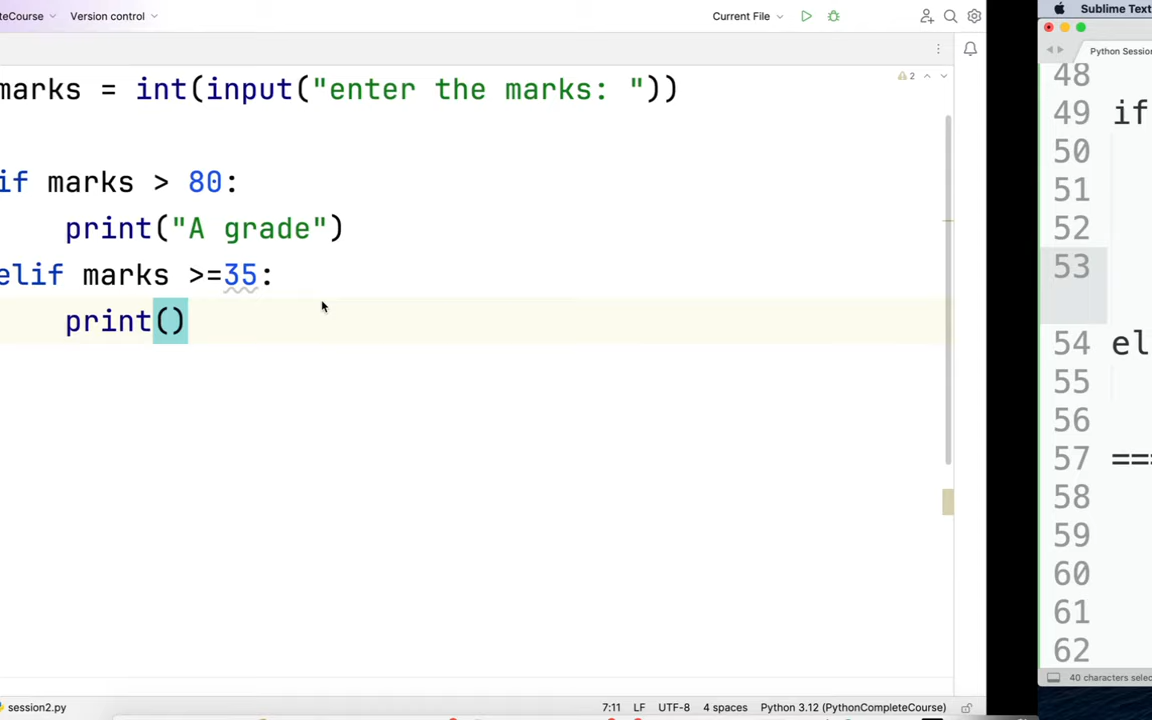 teCourse Version control Current File
marks = int(input("enter the marks: "))
2
if marks > 80:
print("A grade")
elif marks >=35:
print()
session2.py 7:11 LF UTF-8 4 spaces Python 3.12 (PythonCompleteCourse)
Sublime Text
Python Sessio
48
49 if
50
51
52
53
54 el
55
56
57 ===
58
59
60
61
62
40 characters selec